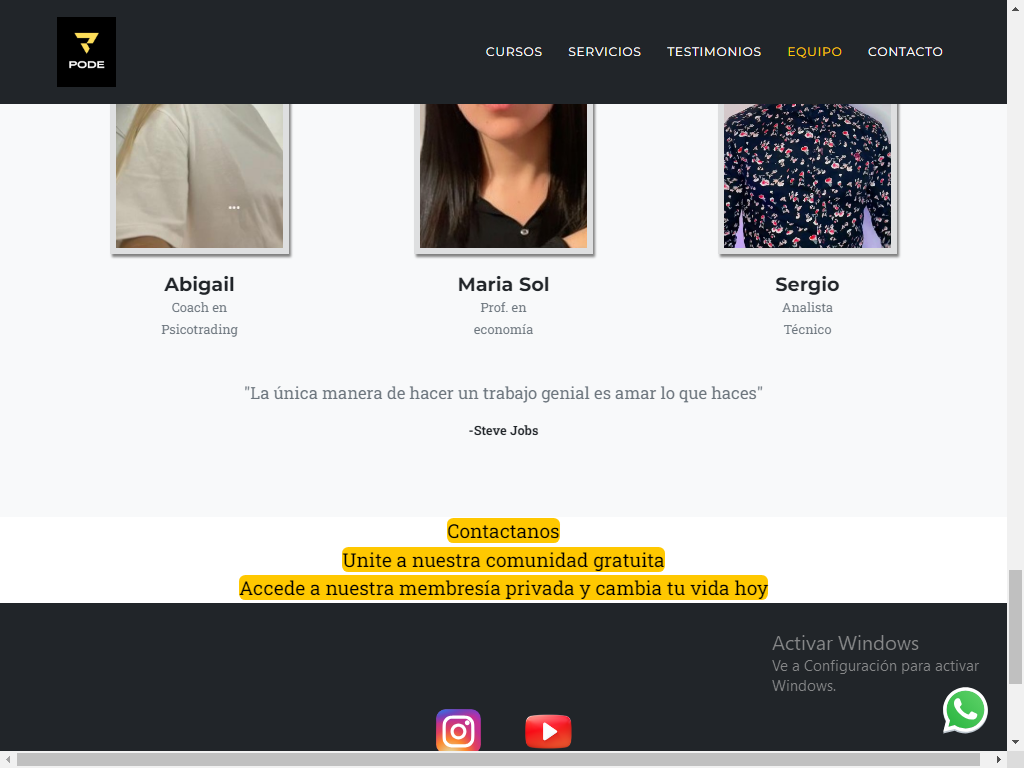 PODE
CURSOS SERVICIOS TESTIMONIOS EQUIPO CONTACTO
Abigail
Coach en
Psicotrading
Maria Sol
Prof. en
economía
Sergio
Analista
Técnico
"La única manera de hacer un trabajo genial es amar lo que haces"
-Steve Jobs
Contactanos
Unite a nuestra comunidad gratuita
Accede a nuestra membresía privada y cambia tu vida hoy
Activar Windows
Ve a Configuración para activar
Windows.